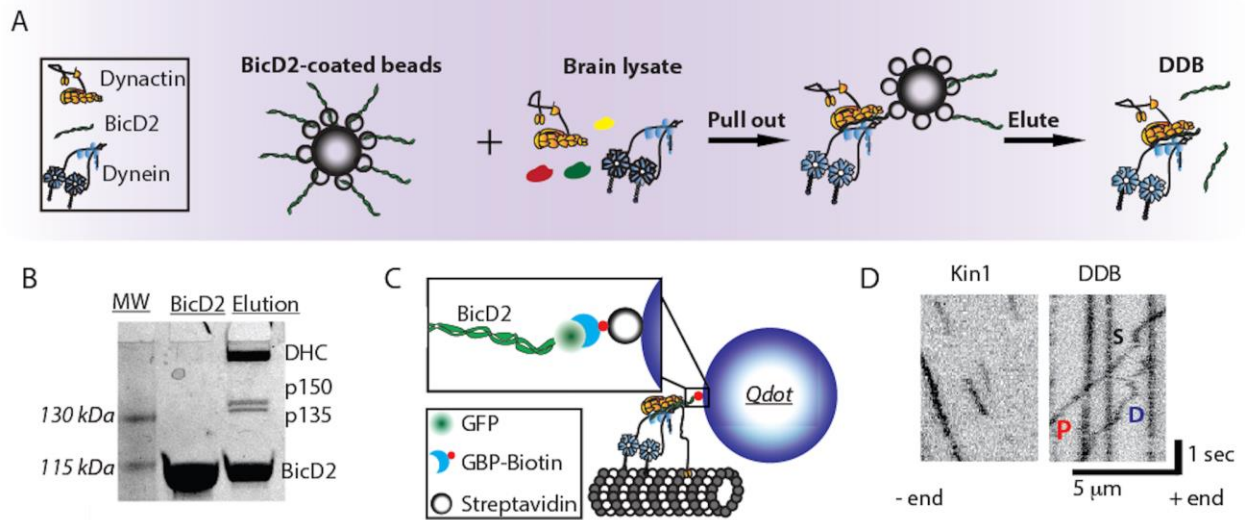 A
Dynactin
BicD2
Dynein
BicD2-coated beads
+
Brain lysate
Pull out
Elute
DDB
B
MW BicD2 Elution
DHC
p150
130 kDa
p135
115 kDa
BicD2
C
BicD2
Qdot
GFP
GBP-Biotin
Streptavidin
D
Kin1
DDB
S
P
D
1 sec
5 μm
- end
+ end